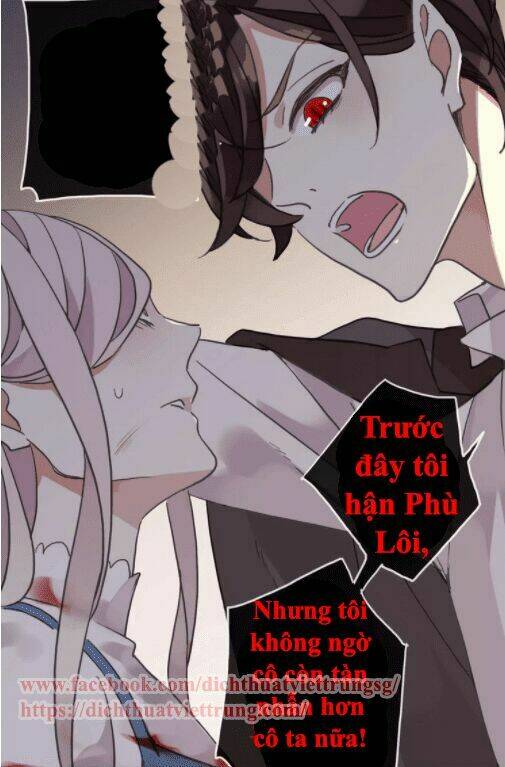 Trước
đây tôi
hận Phù
Lôi,
Nhưng tôi
không ngờ
cô còn tàn
nhẫn hơn
cô ta nữa!
www.facebook.com/dichthuatviettrungsg/
https://dichthuatviettrung.com/